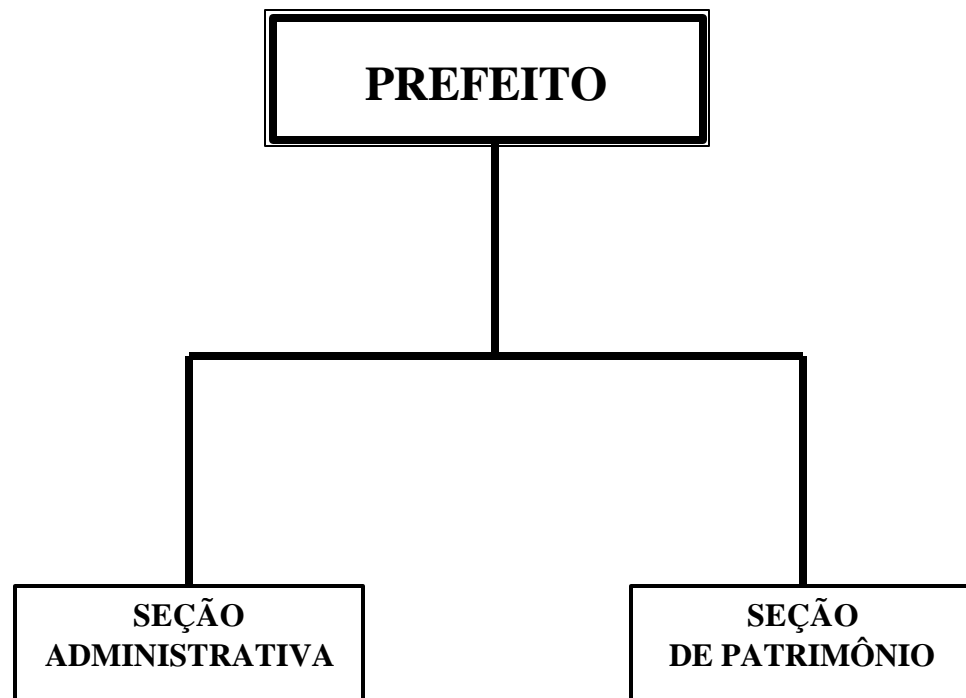 PREFEITO
SEÇÃO
ADMINISTRATIVA
SEÇÃO
DE PATRIMÔNIO